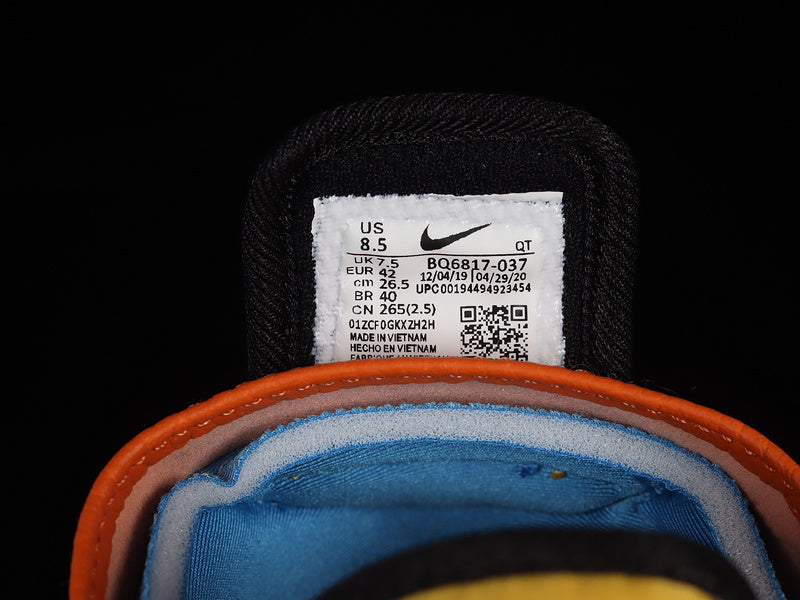 US
8.5 QT
UK 7.5 BQ6817-037
EUR 42 12/04/19 | 04/29/20
cm 26.5 UPC00194494923454
BR 40
CN 265(2.5)
01ZCF0GKXZH2H
MADE IN VIETNAM
HECHO EN VIETNAM